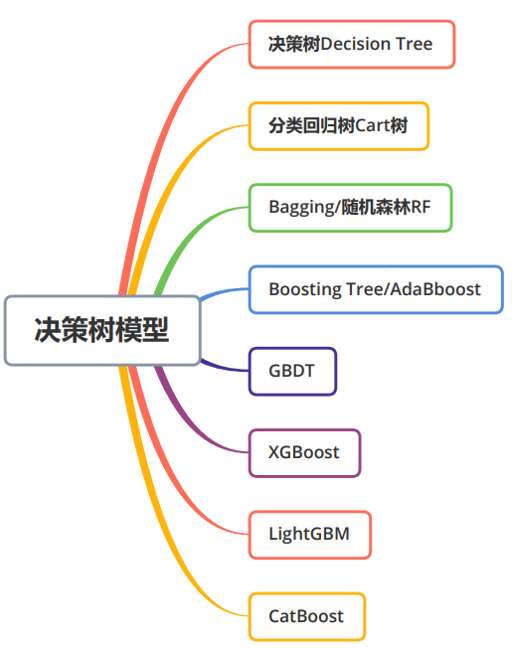 决策树Decision Tree
分类回归树Cart树
Bagging/随机森林RF
Boosting Tree/AdaBboost
决策树模型
GBDT
XGBoost
LightGBM
CatBoost